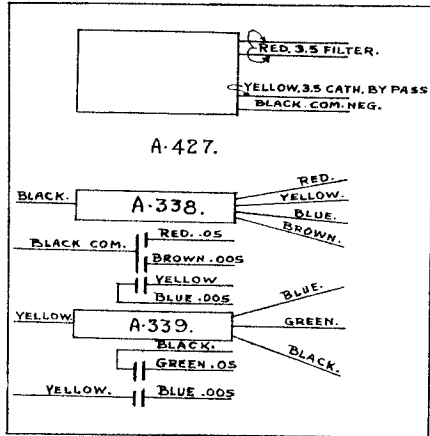 RED. 3.5 FILTER.
YELLOW. 3.5 CATH. BY PASS
BLACK. COM. NEG.
A·427.
BLACK.
A·338.
RED.
YELLOW.
BLUE.
BROWN.
BLACK COM.
RED. .05
BROWN .005
YELLOW
BLUE .005
YELLOW
A·339.
BLUE.
GREEN.
BLACK.
BLACK.
GREEN .05
YELLOW.
BLUE .005